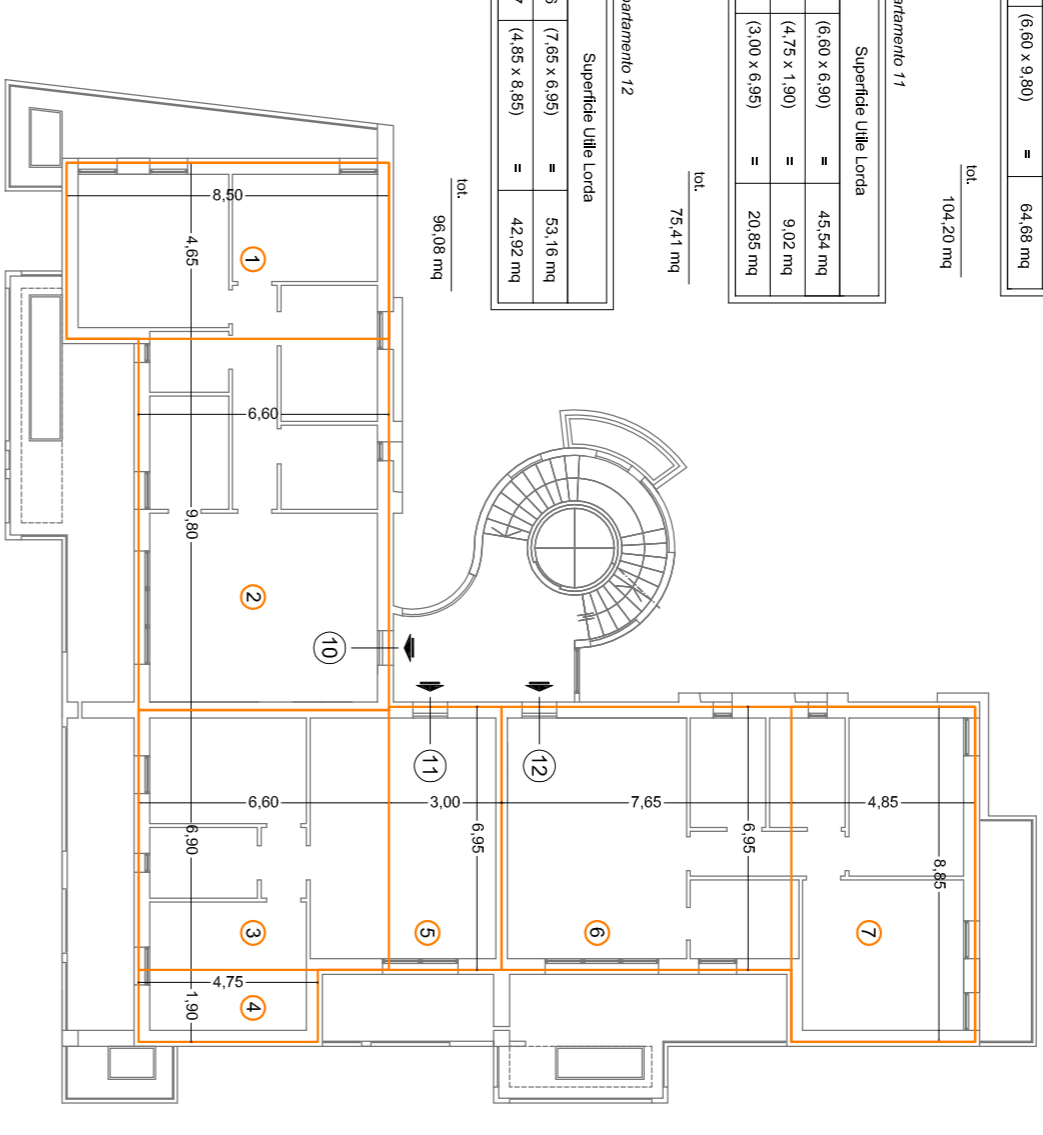 (6,60 x 9,80) = 64,68 mq
tot.
104,20 mq
partamento 11
Superficie Utile Lorda
(6,60 x 6,90) = 45,54 mq
(4,75 x 1,90) = 9,02 mq
(3,00 x 6,95) = 20,85 mq
tot.
75,41 mq
partamento 12
Superficie Utile Lorda
6 (7,65 x 6,95) = 53,16 mq
7 (4,85 x 8,85) = 42,92 mq
tot.
96,08 mq
8,50
4,65
1
6,60
9,80
2
10
11
12
6,60
3,00
7,65
4,85
6,90
6,95
6,95
8,85
3
5
6
7
4,75
4
1,90